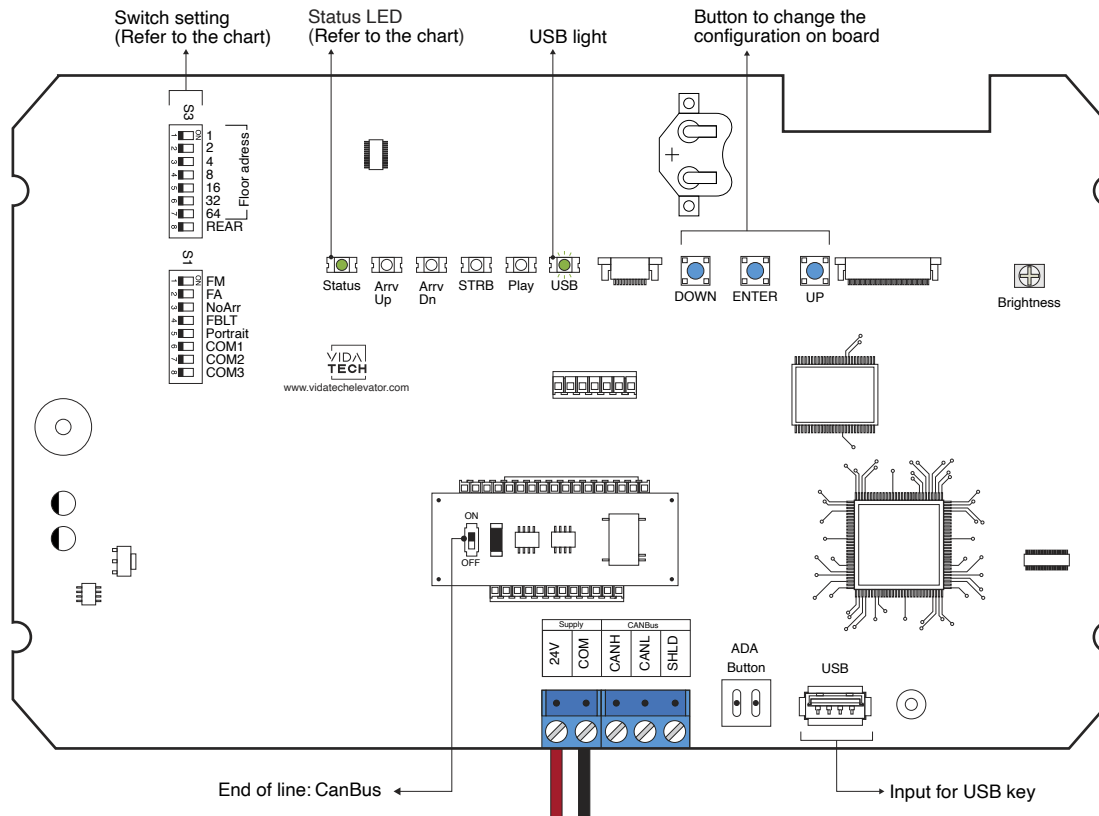 Switch setting
(Refer to the chart)
Status LED
(Refer to the chart)
USB light
Button to change the
configuration on board
S3
ON
1 1
2 2
3 4
4 8
5 16
6 32
7 64
8 REAR
Floor adress
S1
ON
1 FM
2 FA
3 NoArr
4 FBLT
5 Portrait
6 COM1
7 COM2
8 COM3
Status
Arrv
Up
Arrv
Dn
STRB
Play
USB
DOWN
ENTER
UP
Brightness
+
VIDA
TECH
www.vidatechelevator.com
ON
OFF
Supply
CANBus
24V
COM
CANH
CANL
SHLD
ADA
Button
USB
End of line: CanBus
Input for USB key